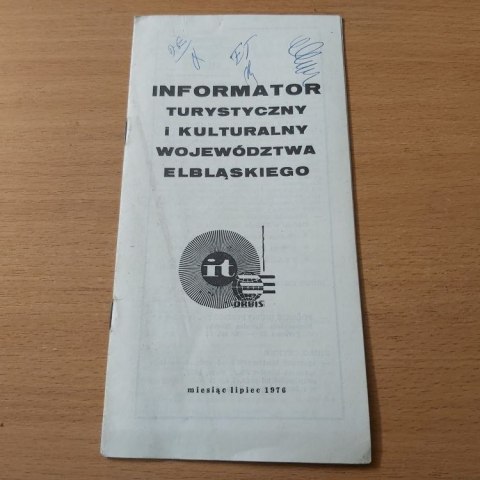 INFORMATOR
TURYSTYCZNY
I KULTURALNY
WOJEWÓDZTWA
ELBLĄSKIEGO
it
ORBIS
miesiąc lipiec 1976